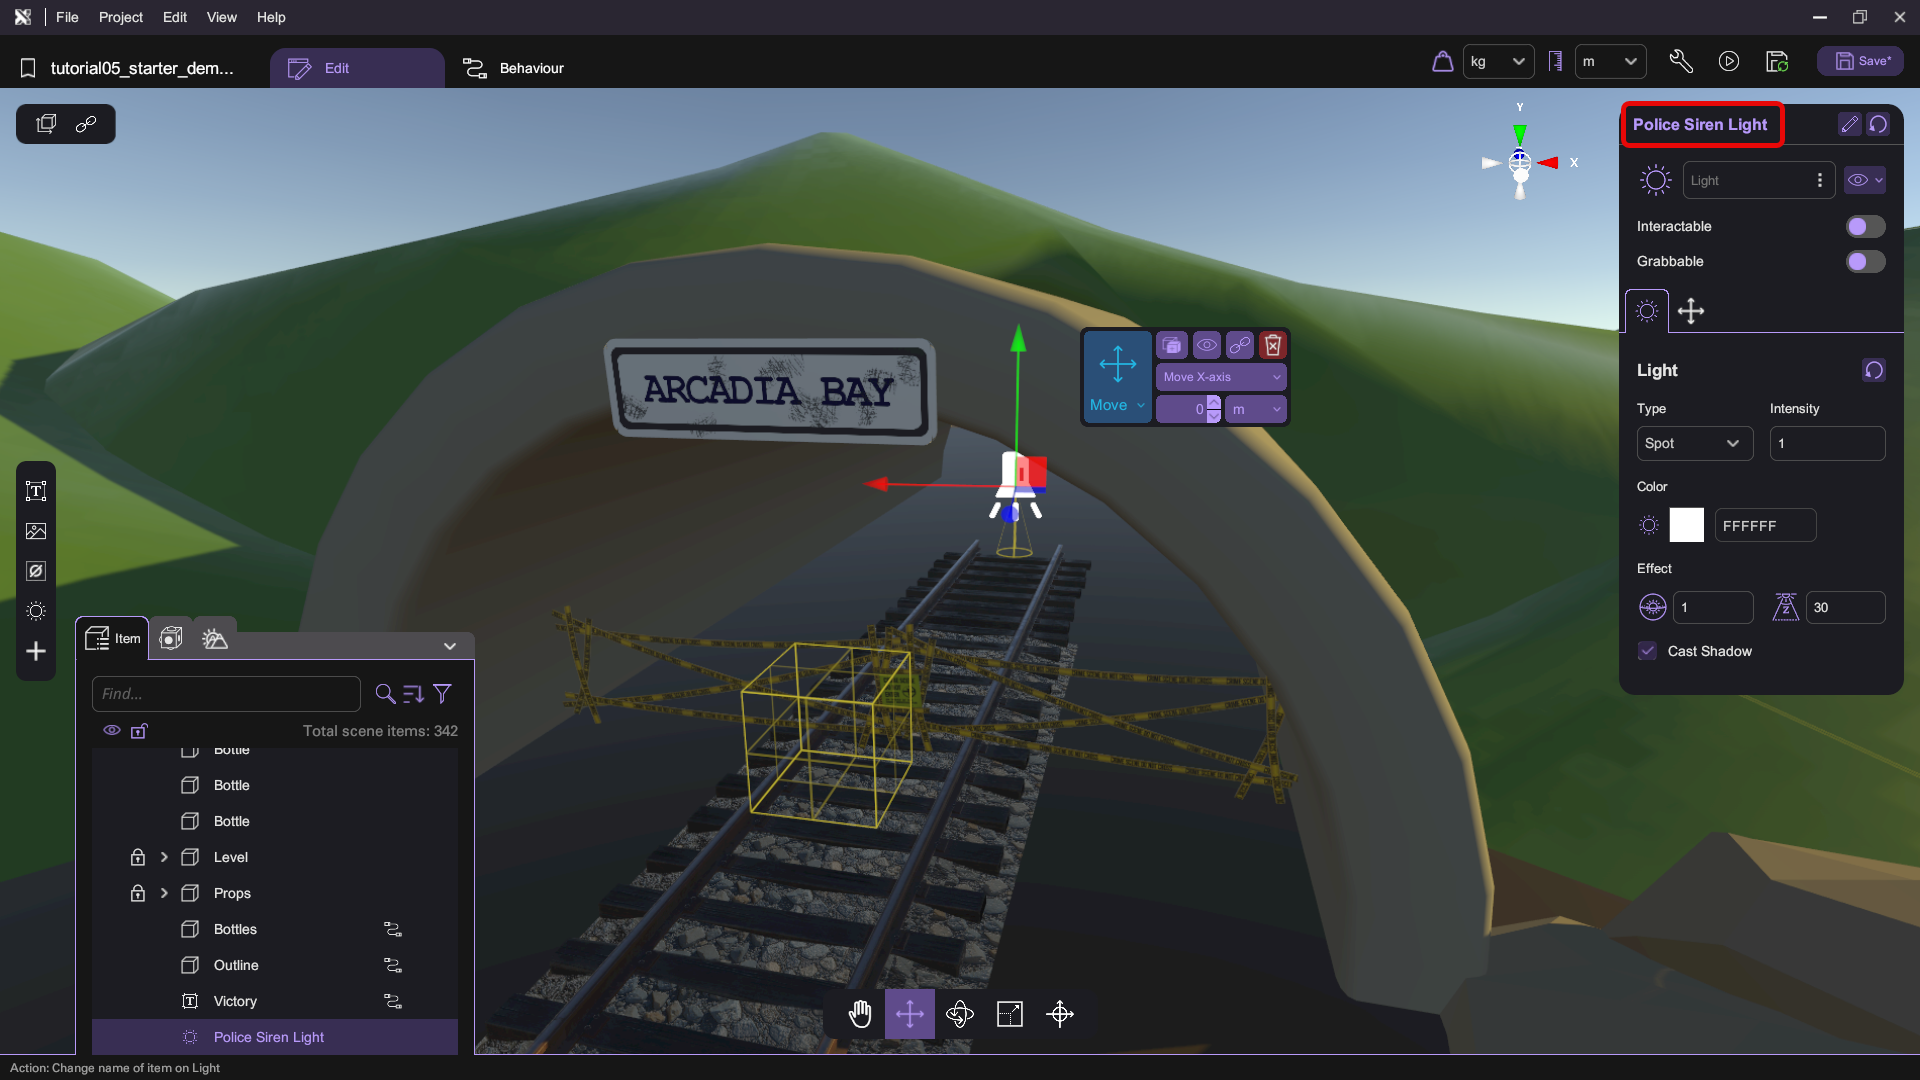 File Project Edit View Help
tutorial05_starter_dem... Edit Behaviour kg m Save*
Y
X
Police Siren Light
Light
Interactable
Grabbable
Light
Type Intensity
Spot 1
Color
FFFFFF
Effect
1 30
Cast Shadow
ARCADIA BAY
Move
Move X-axis
0 m
T
Item
Find...
Total scene items: 342
Bottle
Bottle
Bottle
Level
Props
Bottles
Outline
Victory
Police Siren Light
Action: Change name of item on Light